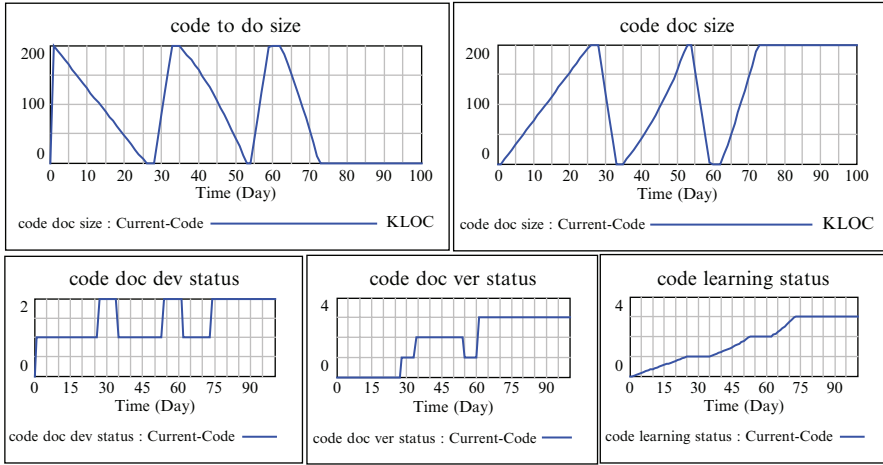 code to do size
200
100
0
0 10 20 30 40 50 60 70 80 90 100
Time (Day)
code doc size : Current-Code KLOC
code doc size
200
100
0
0 10 20 30 40 50 60 70 80 90 100
Time (Day)
code doc size : Current-Code KLOC
code doc dev status
2
0
0 15 30 45 60 75 90
Time (Day)
code doc dev status : Current-Code
code doc ver status
4
0
0 15 30 45 60 75 90
Time (Day)
code doc ver status : Current-Code
code learning status
4
0
0 15 30 45 60 75 90
Time (Day)
code learning status : Current-Code